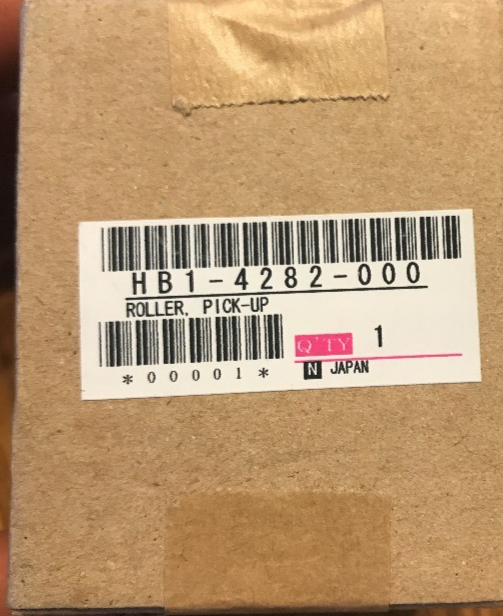 HB1-4282-000
ROLLER, PICK-UP
Q'TY 1
*00001*
N JAPAN